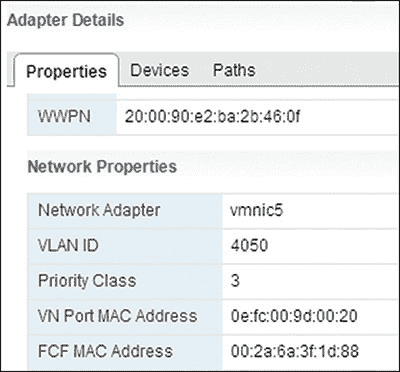 Adapter Details
Properties Devices Paths
WWPN 20:00:90:e2:ba:2b:46:0f
Network Properties
Network Adapter vmnic5
VLAN ID 4050
Priority Class 3
VN Port MAC Address 0e:fc:00:9d:00:20
FCF MAC Address 00:2a:6a:3f:1d:88